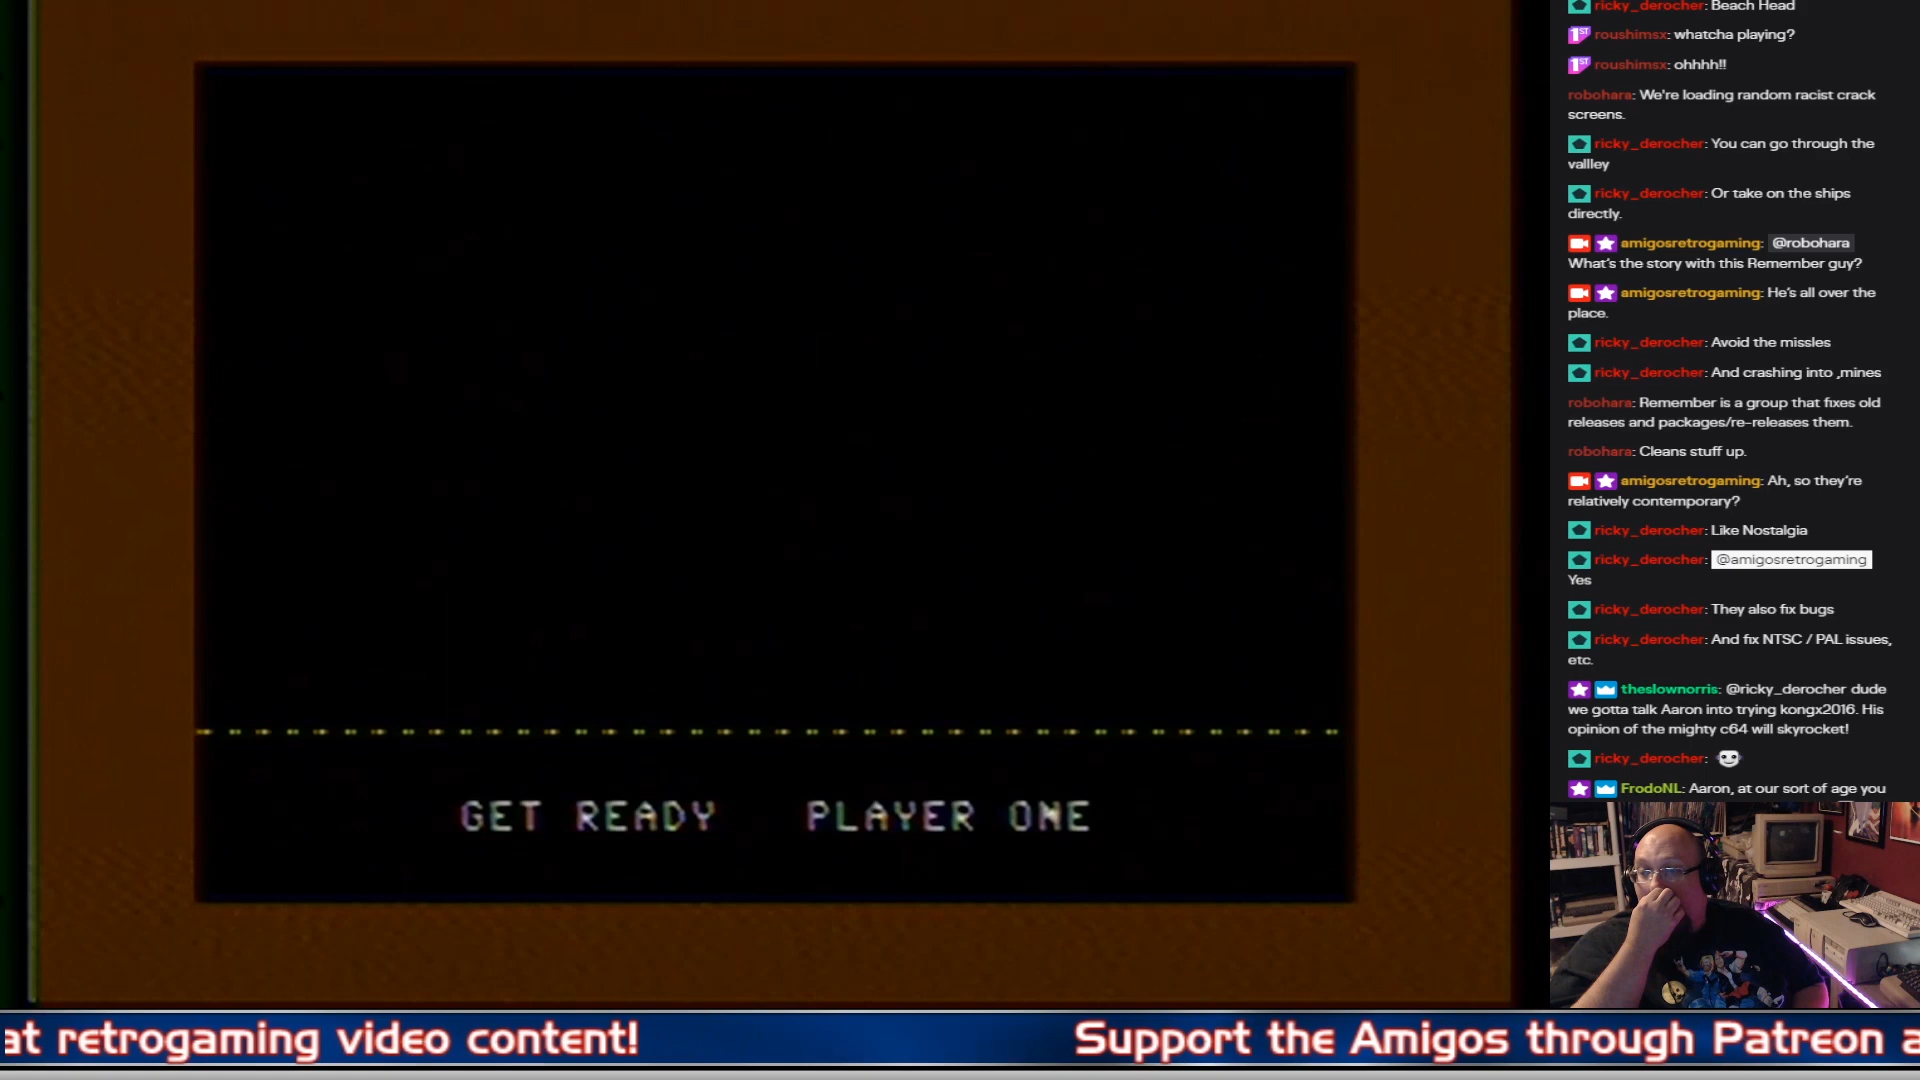 GET READY PLAYER ONE
ricky_derocher: Beach Head
1ST roushimsx: whatcha playing?
1ST roushimsx: ohhhh!!
robohara: We're loading random racist crack
screens.
ricky_derocher: You can go through the
vallley
ricky_derocher: Or take on the ships
directly.
amigosretrogaming: @robohara
What's the story with this Remember guy?
amigosretrogaming: He's all over the
place.
ricky_derocher: Avoid the missles
ricky_derocher: And crashing into ,mines
robohara: Remember is a group that fixes old
releases and packages/re-releases them.
robohara: Cleans stuff up.
amigosretrogaming: Ah, so they're
relatively contemporary?
ricky_derocher: Like Nostalgia
ricky_derocher: @amigosretrogaming
Yes
ricky_derocher: They also fix bugs
ricky_derocher: And fix NTSC / PAL issues,
etc.
theslownorris: @ricky_derocher dude
we gotta talk Aaron into trying kongx2016. His
opinion of the mighty c64 will skyrocket!
ricky_derocher:
FrodoNL: Aaron, at our sort of age you
at retrogaming video content! Support the Amigos through Patreon a